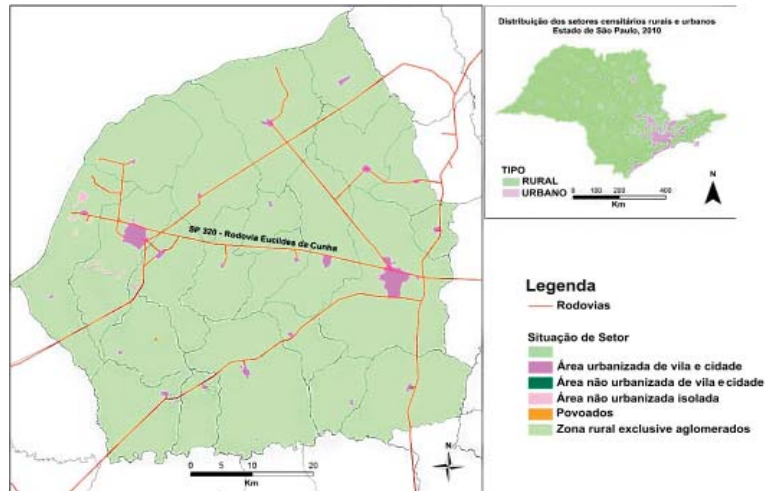 Distribuição dos setores censitários rurais e urbanos
Estado de São Paulo, 2010
TIPO
RURAL
URBANO
0 100 200 400
Km
N
SP 320 - Rodovia Euclides da Cunha
0 5 10 20
Km
N
Legenda
Rodovias
Situação de Setor
Área urbanizada de vila e cidade
Área não urbanizada de vila e cidade
Área não urbanizada isolada
Povoados
Zona rural exclusive aglomerados